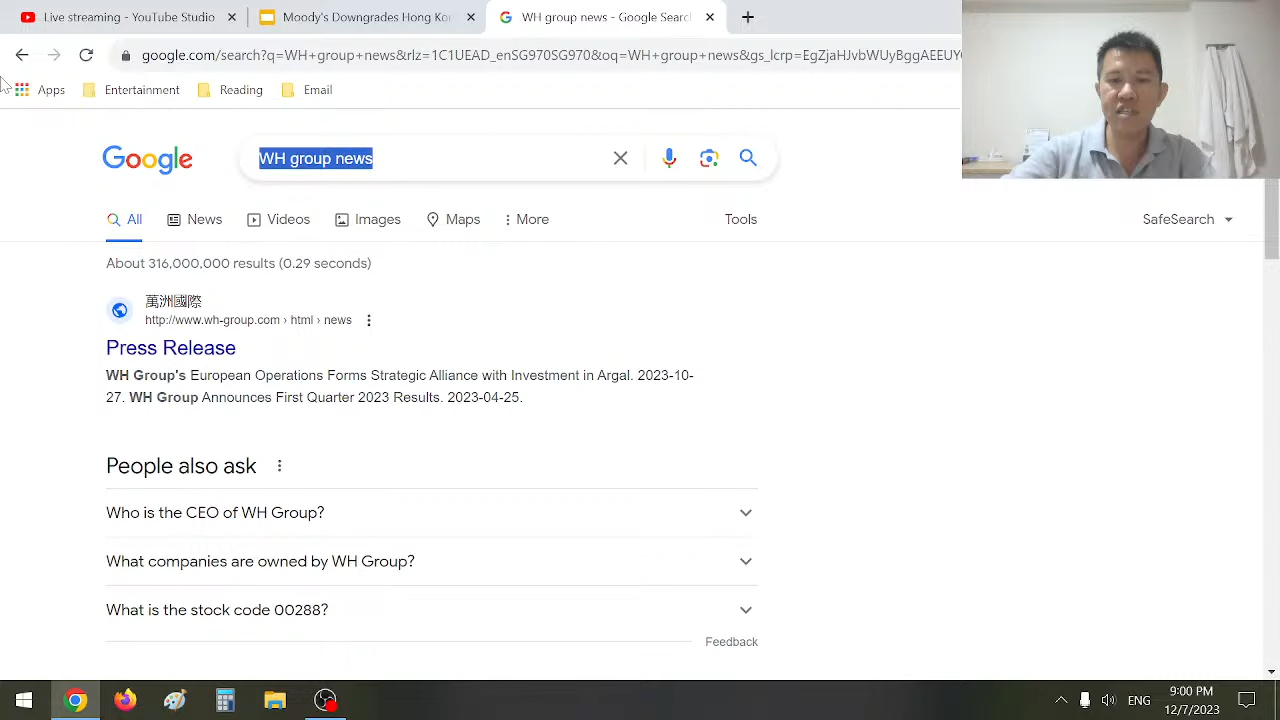 Live streaming - YouTube Studio
Moody's Downgrades Hong Kon
WH group news - Google Search
google.com/search?q=WH+group+news&rlz=1C1UEAD_enSG970SG970&oq=WH+group+news&gs_lcrp=EgZjaHJvbWUyBggAEEUY
Apps
Entertainment
Reading
Email
Google
WH group news
All
News
Videos
Images
Maps
More
Tools
SafeSearch
About 316,000,000 results (0.29 seconds)
萬洲國際
http://www.wh-group.com › html › news
Press Release
WH Group's European Operations Forms Strategic Alliance with Investment in Argal. 2023-10-
27. WH Group Announces First Quarter 2023 Results. 2023-04-25.
People also ask
Who is the CEO of WH Group?
What companies are owned by WH Group?
What is the stock code 00288?
Feedback
ENG
9:00 PM
12/7/2023